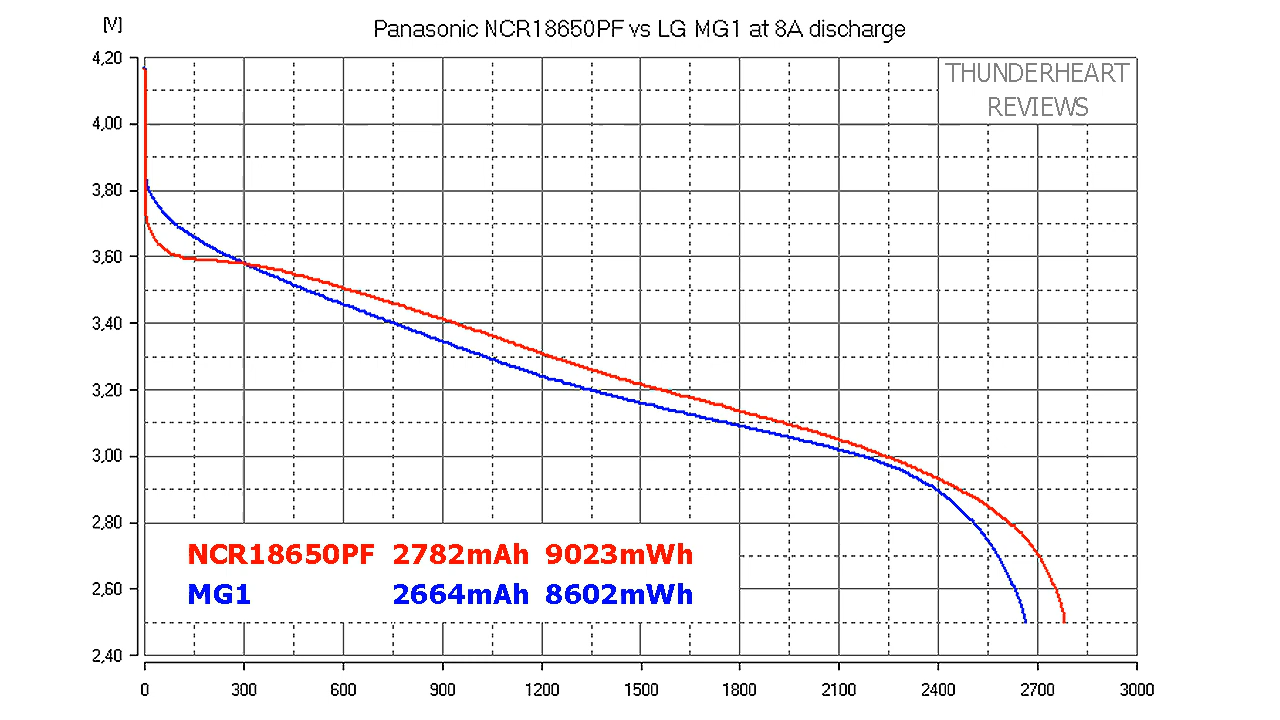 [V]
Panasonic NCR18650PF vs LG MG1 at 8A discharge
THUNDERHEART
REVIEWS
4,20
4,00
3,80
3,60
3,40
3,20
3,00
2,80
2,60
2,40
NCR18650PF 2782mAh 9023mWh
MG1 2664mAh 8602mWh
0 300 600 900 1200 1500 1800 2100 2400 2700 3000